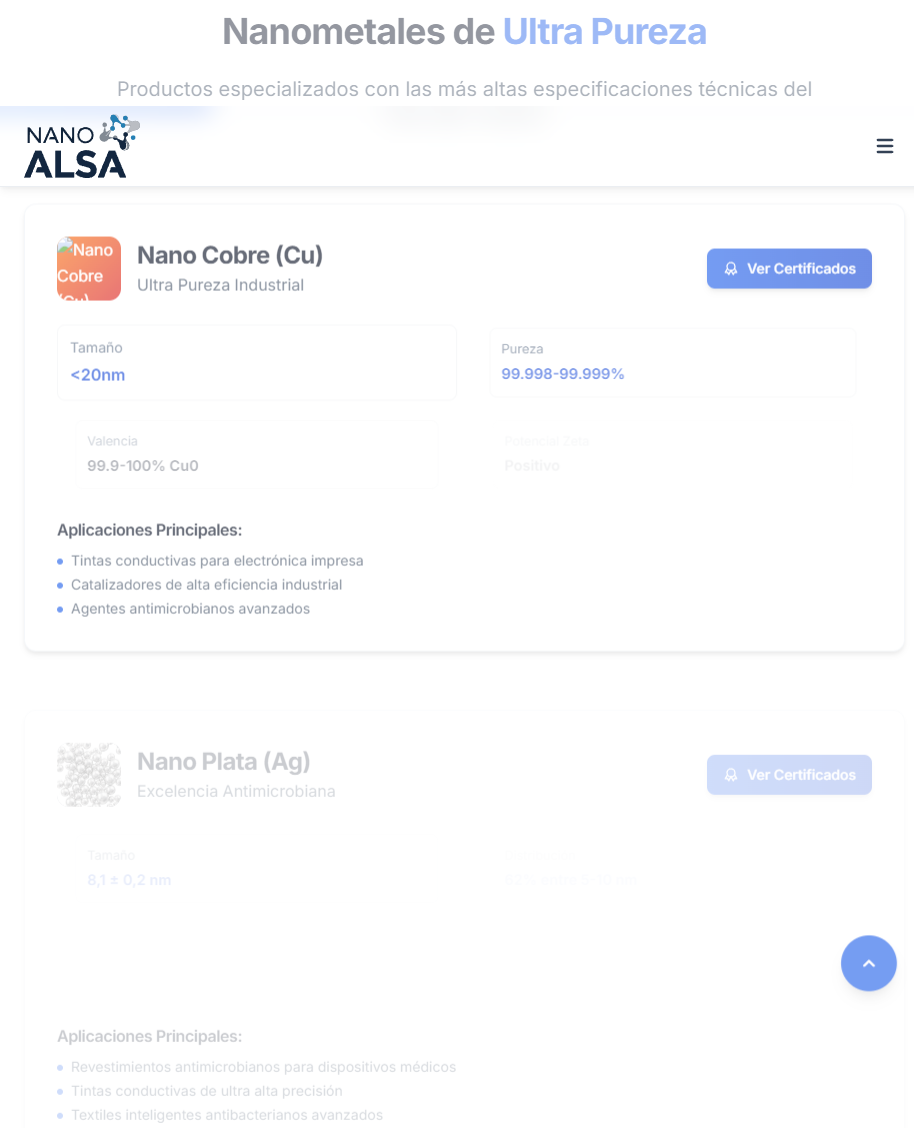 Nanometales de Ultra Pureza
Productos especializados con las más altas especificaciones técnicas del
NANO
ALSA
Nano
Cobre
(Cu)
Nano Cobre (Cu)
Ultra Pureza Industrial
Ver Certificados
Tamaño
<20nm
Pureza
99.998-99.999%
Valencia
99.9-100% Cu0
Potencial Zeta
Positivo
Aplicaciones Principales:
Tintas conductivas para electrónica impresa
Catalizadores de alta eficiencia industrial
Agentes antimicrobianos avanzados
Nano Plata (Ag)
Excelencia Antimicrobiana
Ver Certificados
Tamaño
8,1 ± 0,2 nm
Aplicaciones Principales:
Revestimientos antimicrobianos para dispositivos médicos
Tintas conductivas de ultra alta precisión
Textiles inteligentes antibacterianos avanzados